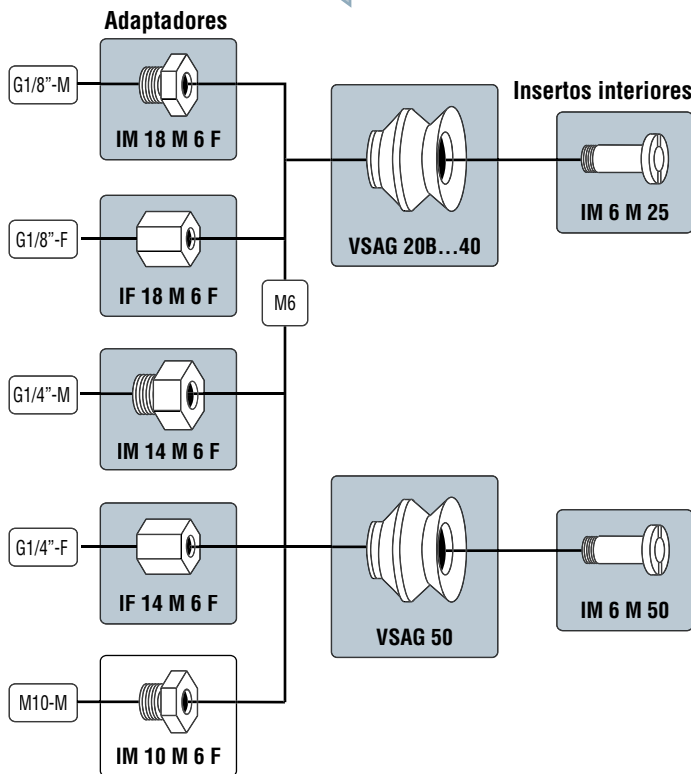 Adaptadores
G1/8”-M
IM 18 M 6 F
G1/8”-F
IF 18 M 6 F
G1/4”-M
IM 14 M 6 F
G1/4”-F
IF 14 M 6 F
M10-M
IM 10 M 6 F
M6
VSAG 20B...40
VSAG 50
Insertos interiores
IM 6 M 25
IM 6 M 50